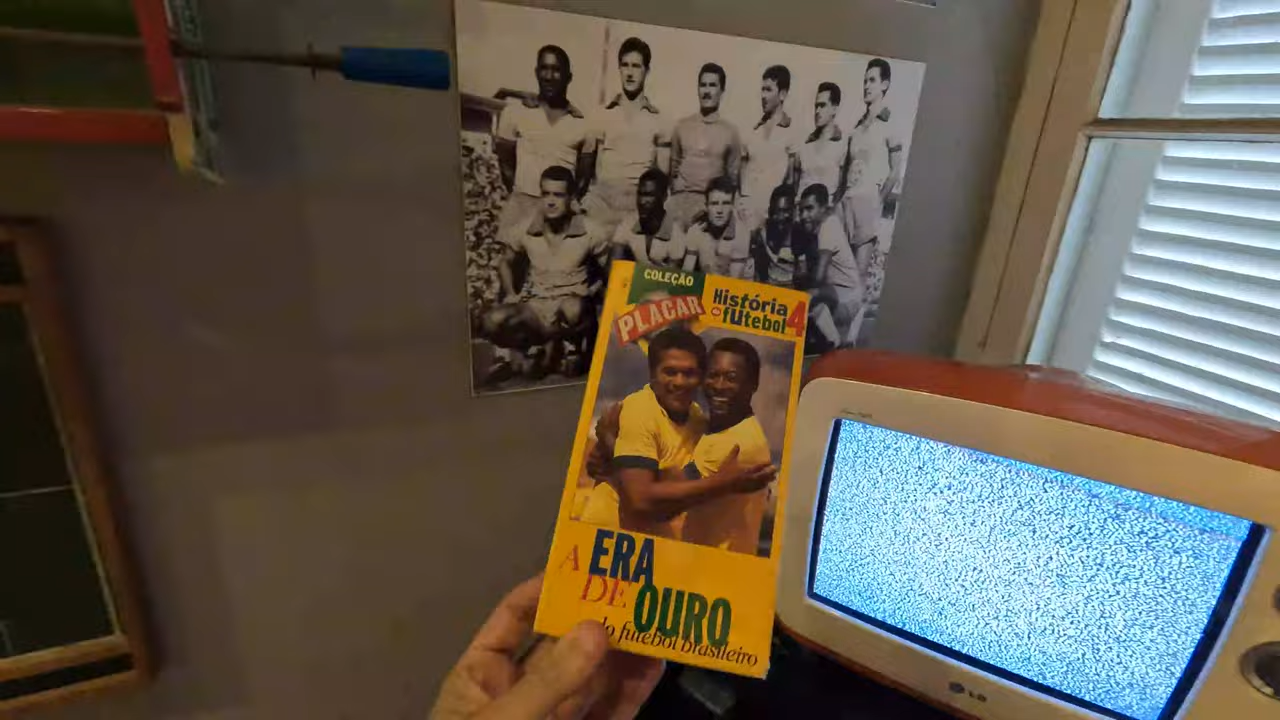 COLEÇÃO
PLACAR
História
do futebol 4
A ERA
DE OURO
do futebol brasileiro
LG